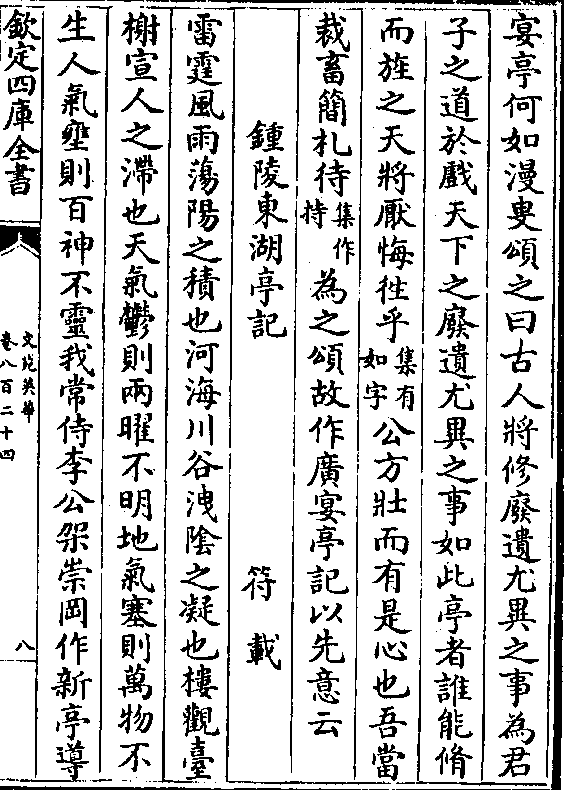 宴亭何如漫叟頌之曰古人將修廢遺尤異之事為君
子之道於戲天下之廢遺尤異之事如此亭者誰能脩
而旌之天將厭悔徃乎集有如字公方壯而有是心也吾當
裁畜簡札待集作持為之頌故作廣宴亭記以先意云
鍾陵東湖亭記 符載
雷霆風雨蕩陽之積也河海川谷洩隂之凝也樓觀臺
榭宣人之滯也天氣鬱則兩曜不明地氣塞則萬物不
生人氣壅則百神不靈我常侍李公架崇岡作新亭導
欽定四庫全書
文苑英華
卷八百二十四
八